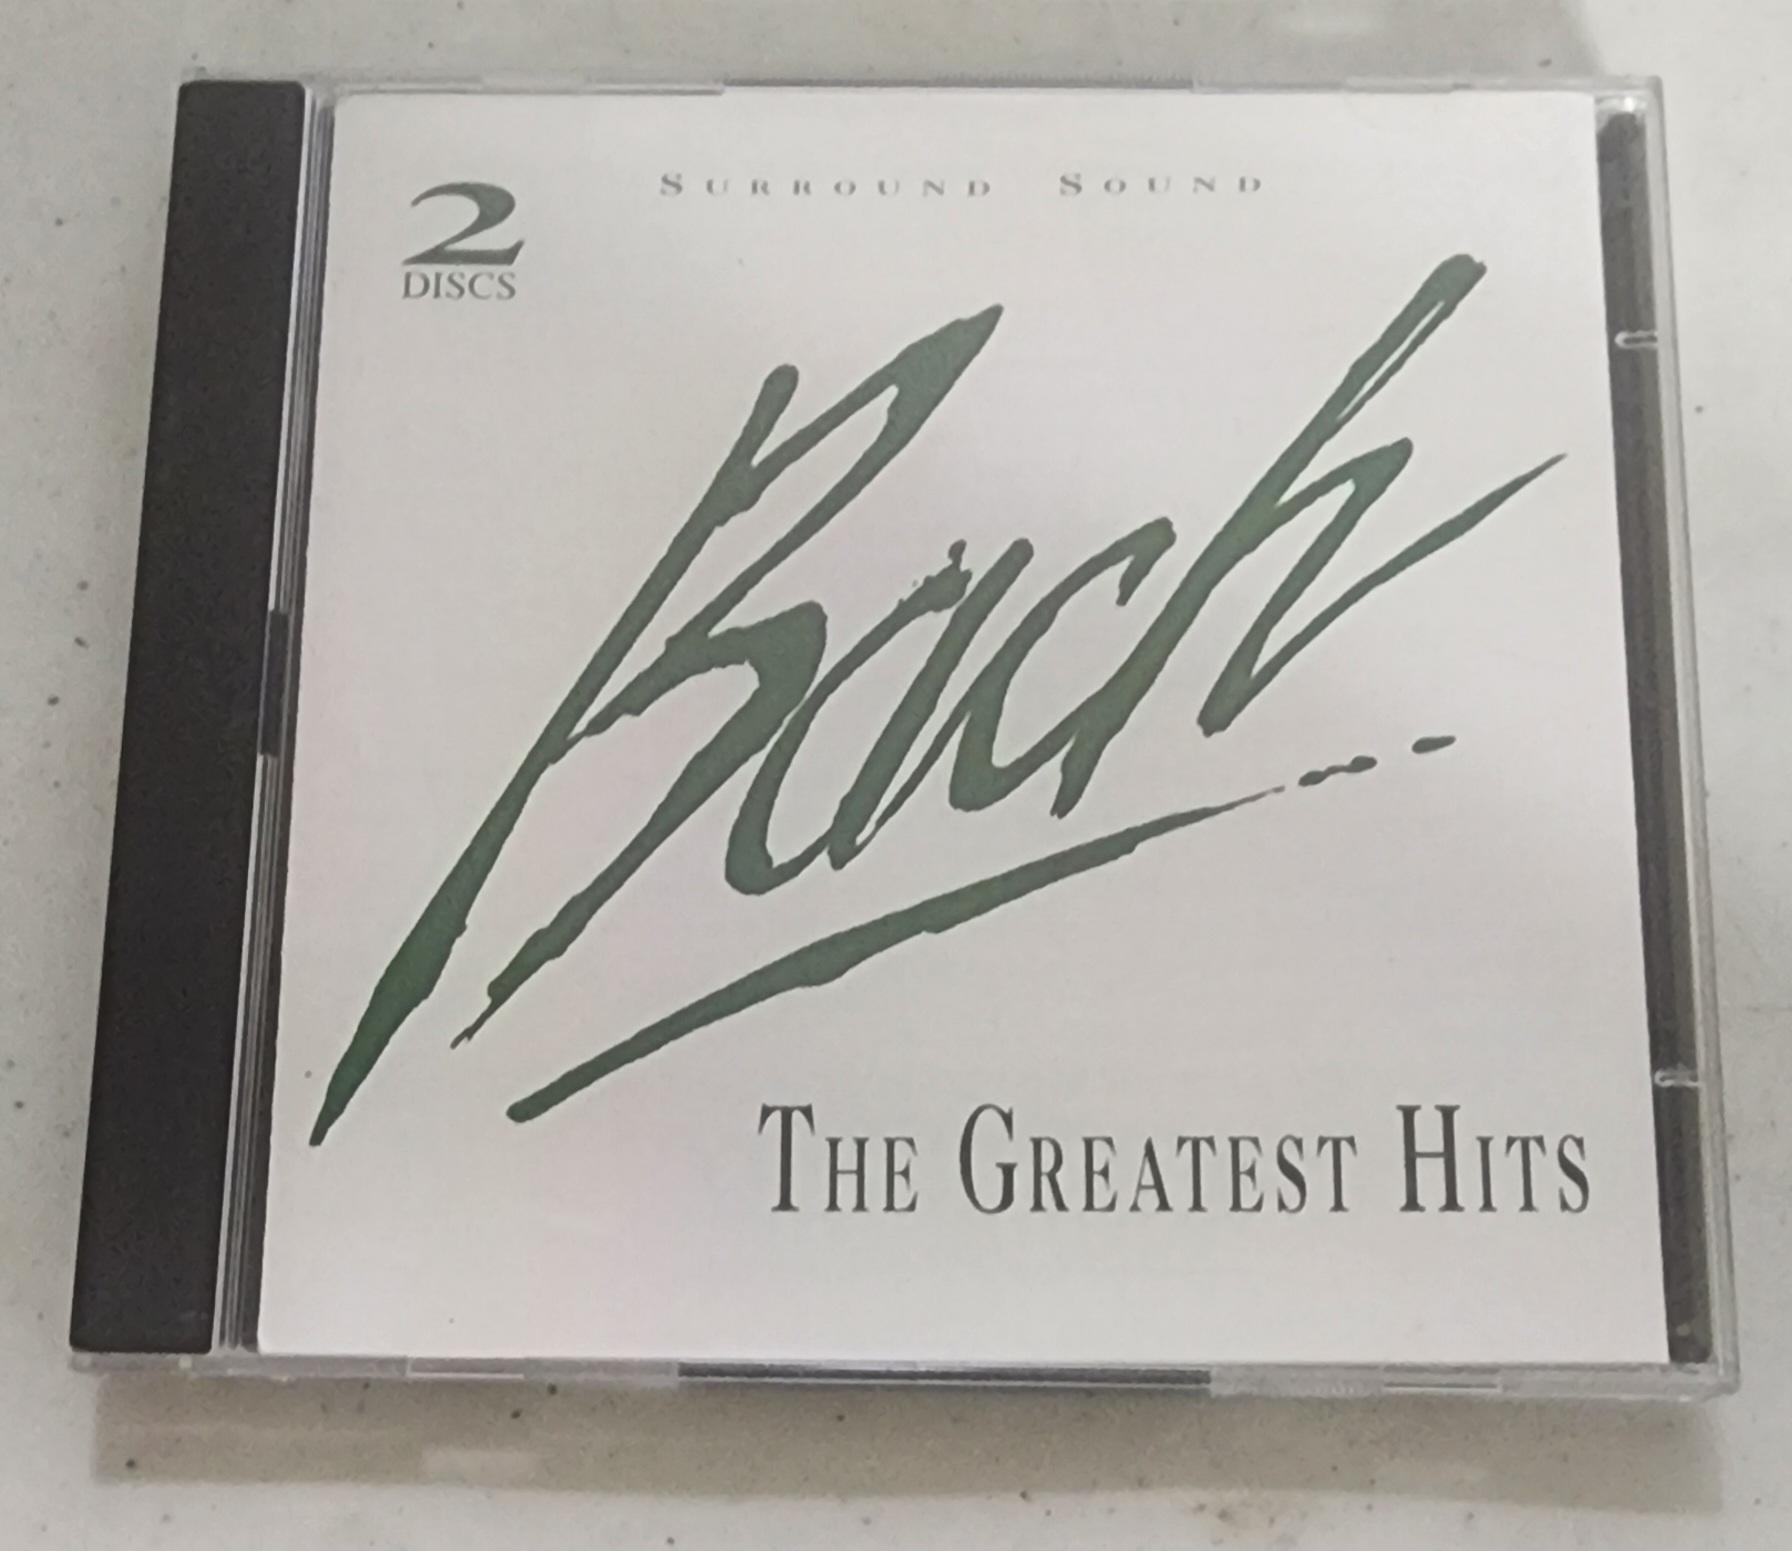 SURROUND SOUND
2
DISCS
Bach
THE GREATEST HITS